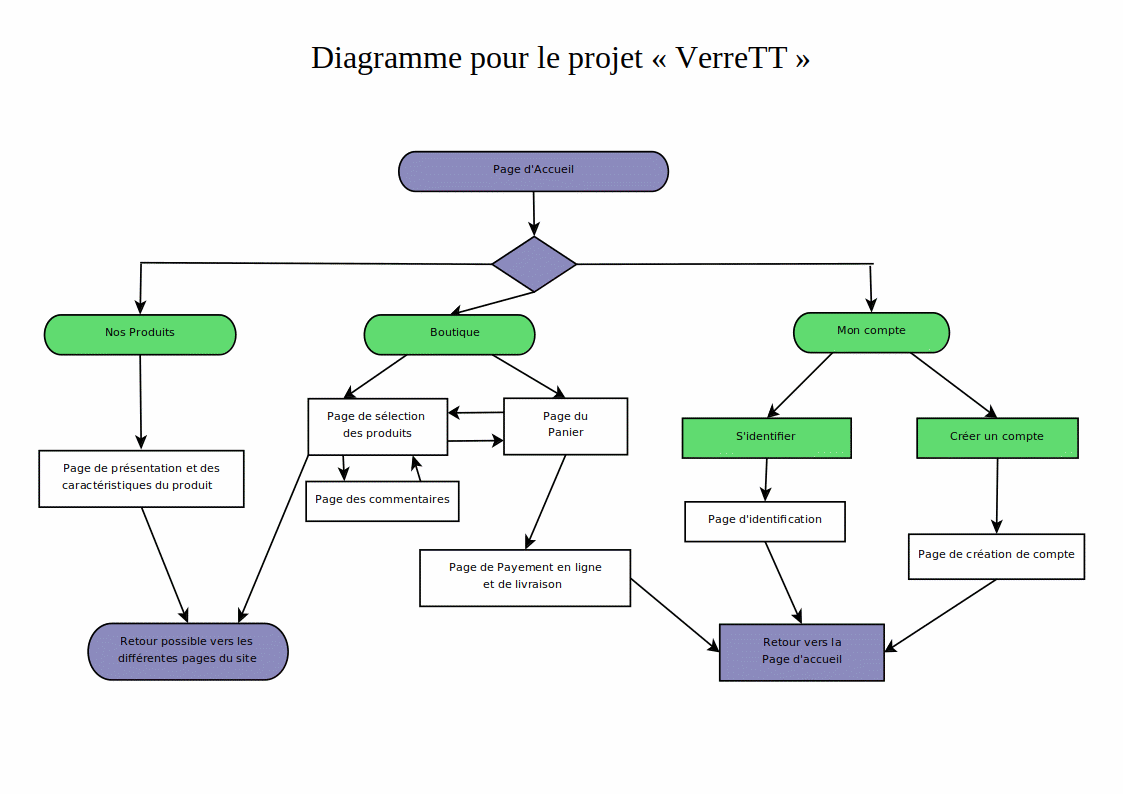 Diagramme pour le projet « VerreTT »
Page d'Accueil
Nos Produits
Boutique
Mon compte
Page de sélection
des produits
Page du
Panier
S'identifier
Créer un compte
Page de présentation et des
caractéristiques du produit
Page des commentaires
Page d'identification
Page de création de compte
Page de Payement en ligne
et de livraison
Retour possible vers les
différentes pages du site
Retour vers la
Page d'accueil